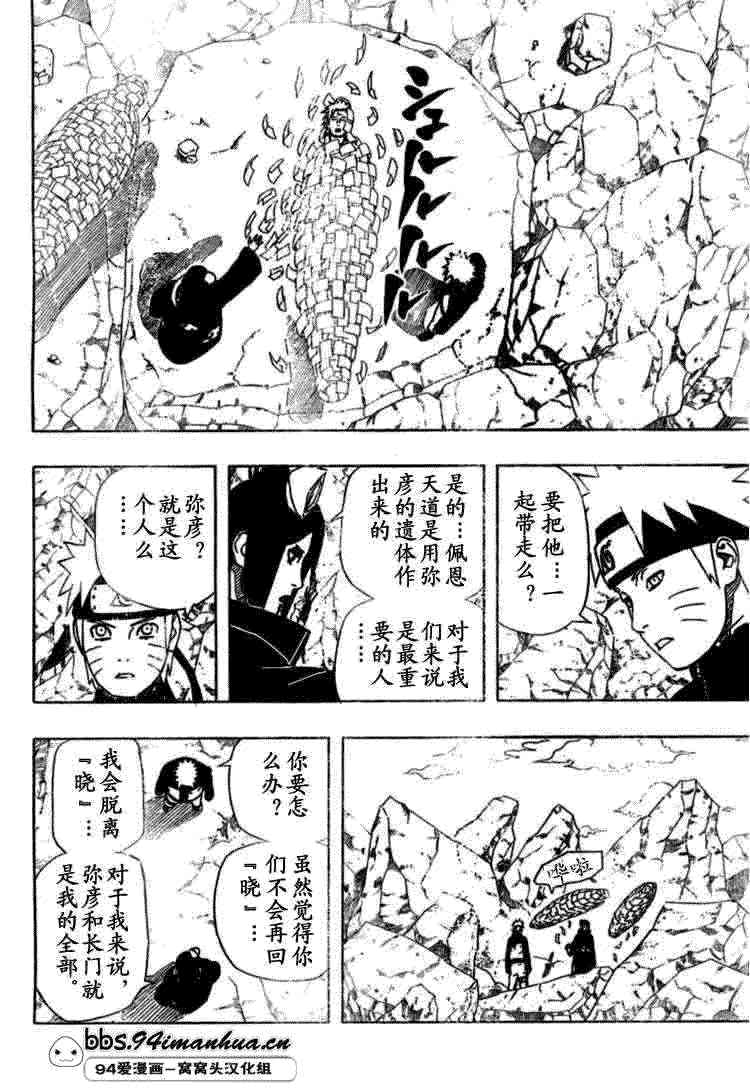 シュルルルルル
要把他…一
起带走么？
是的…佩恩
天道是用弥
彦的遗体作
出来的
对于我
们来说
是最重
要的人
……
弥彦？
就是这
个人么
……
哗啦
你要怎
么办？
虽然觉得你
们不会再回
『晓』…
我会脱离
『晓』…
对于我来说，
弥彦和长门就
是我的全部。
bbs.94imanhua.cn
94爱漫画-窝窝头汉化组